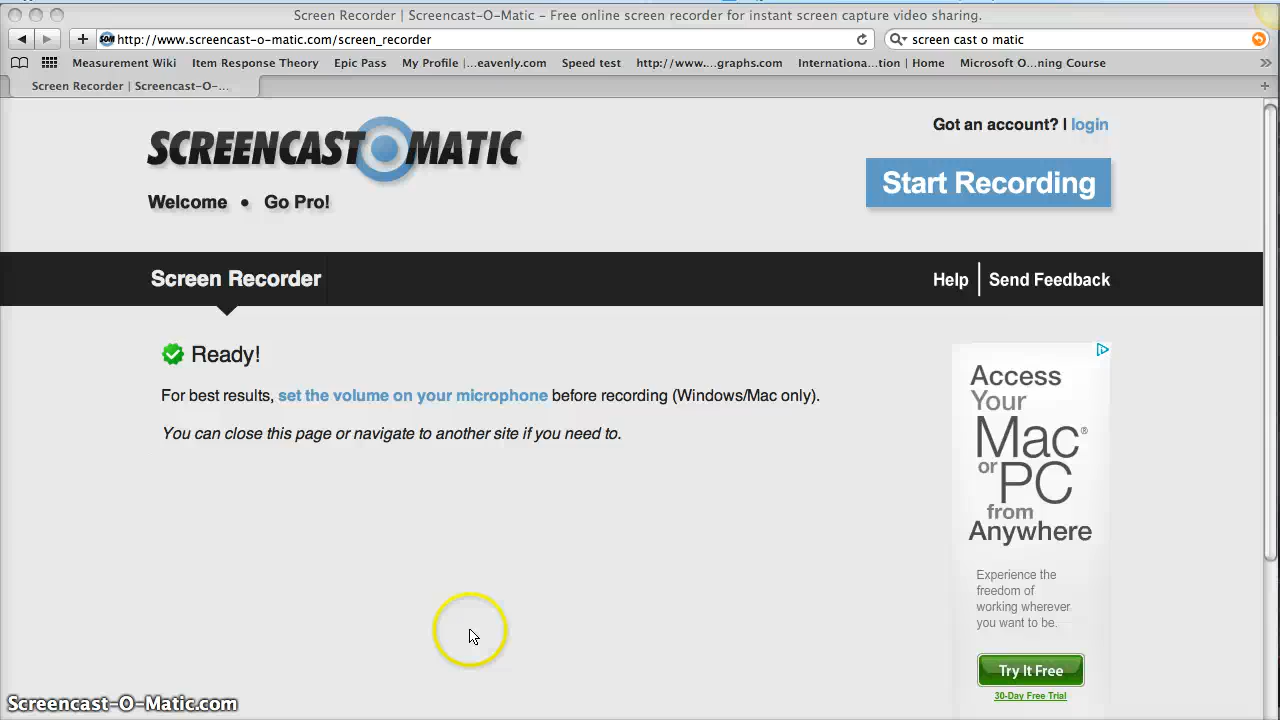 Screen Recorder | Screencast-O-Matic – Free online screen recorder for instant screen capture video sharing.
SOM http://www.screencast-o-matic.com/screen_recorder
screen cast o matic
Measurement Wiki Item Response Theory Epic Pass My Profile |...eavenly.com Speed test http://www....graphs.com Internationa...tion | Home Microsoft O...ning Course
Screen Recorder | Screencast-O-...
Got an account? | login
SCREENCAST O MATIC
Start Recording
Welcome • Go Pro!
Screen Recorder
Help | Send Feedback
Ready!
For best results, set the volume on your microphone before recording (Windows/Mac only).
You can close this page or navigate to another site if you need to.
Access
Your
Mac®
or
PC
from
Anywhere
Experience the
freedom of
working wherever
you want to be.
Try It Free
30-Day Free Trial
Screencast-O-Matic.com